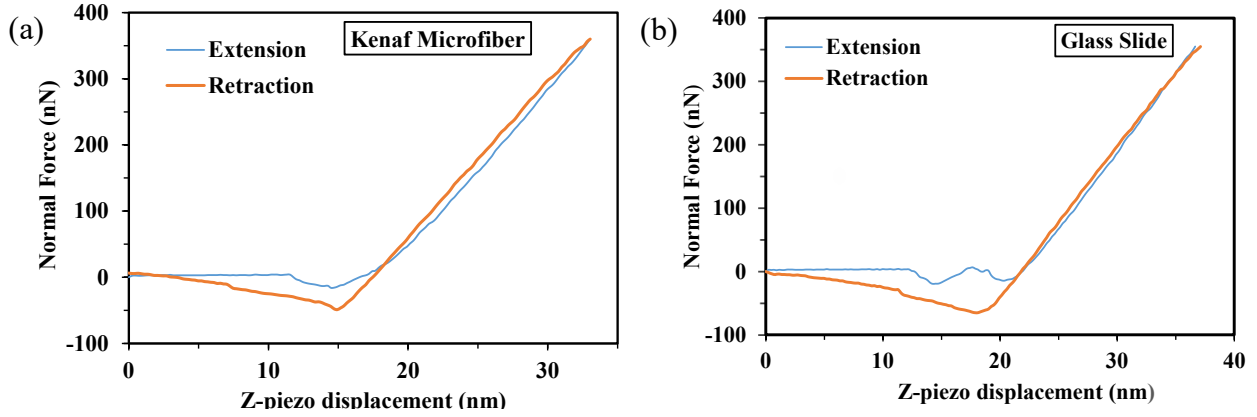 (a)
Kenaf Microfiber
Extension
Retraction
Normal Force (nN)
400
300
200
100
0
-100
0
10
20
30
Z-piezo displacement (nm)
(b)
Glass Slide
Extension
Retraction
Normal Force (nN)
400
300
200
100
0
-100
0
10
20
30
40
Z-piezo displacement (nm)